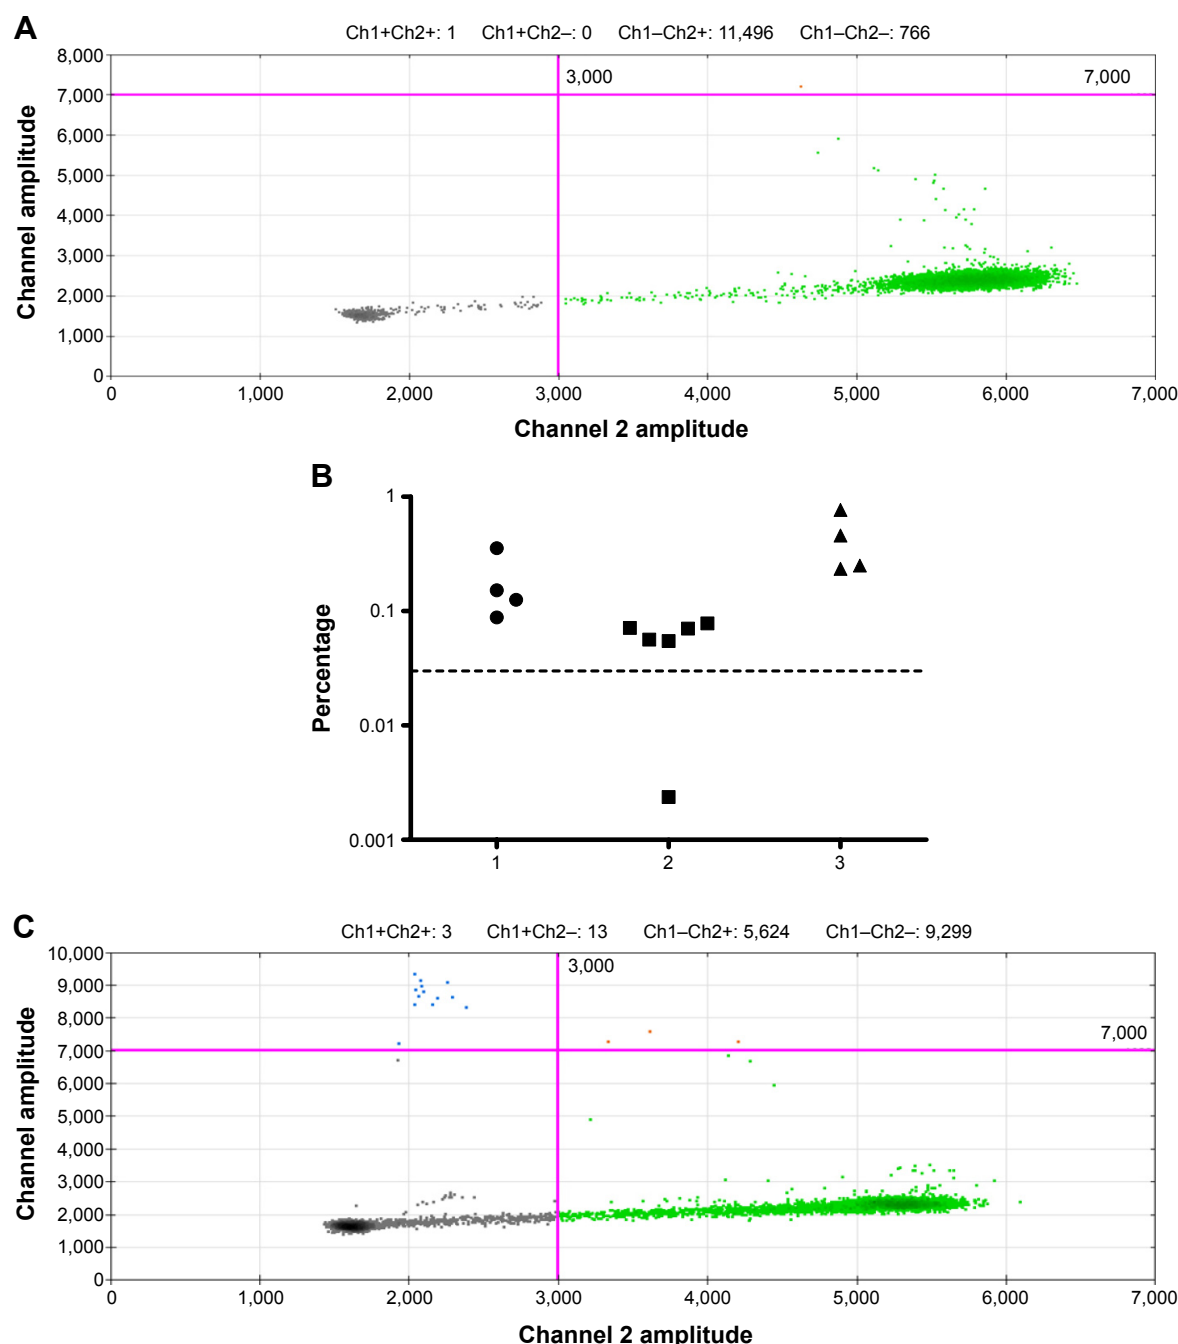 A
Ch1+Ch2+: 1 Ch1+Ch2–: 0 Ch1–Ch2+: 11,496 Ch1–Ch2–: 766
8,000
7,000
6,000
5,000
4,000
3,000
2,000
1,000
0
Channel amplitude
3,000
7,000
0 1,000 2,000 3,000 4,000 5,000 6,000 7,000
Channel 2 amplitude
B
1
0.1
0.01
0.001
Percentage
1 2 3
C
Ch1+Ch2+: 3 Ch1+Ch2–: 13 Ch1–Ch2+: 5,624 Ch1–Ch2–: 9,299
10,000
9,000
8,000
7,000
6,000
5,000
4,000
3,000
2,000
1,000
0
Channel amplitude
3,000
7,000
0 1,000 2,000 3,000 4,000 5,000 6,000 7,000
Channel 2 amplitude